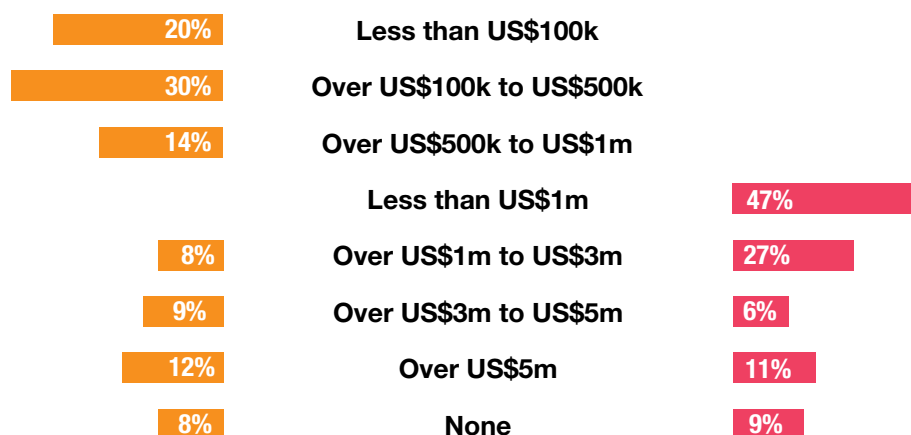 20% Less than US$100k
30% Over US$100k to US$500k
14% Over US$500k to US$1m
Less than US$1m 47%
8% Over US$1m to US$3m 27%
9% Over US$3m to US$5m 6%
12% Over US$5m 11%
8% None 9%